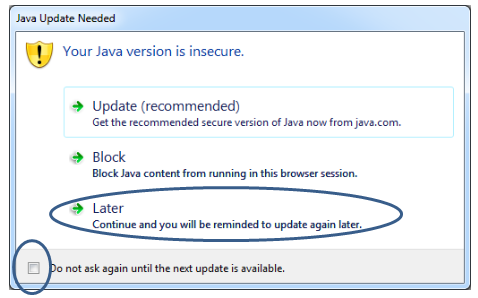 Java Update Needed
Your Java version is insecure.
Update (recommended)
Get the recommended secure version of Java now from java.com.
Block
Block Java content from running in this browser session.
Later
Continue and you will be reminded to update again later.
Do not ask again until the next update is available.